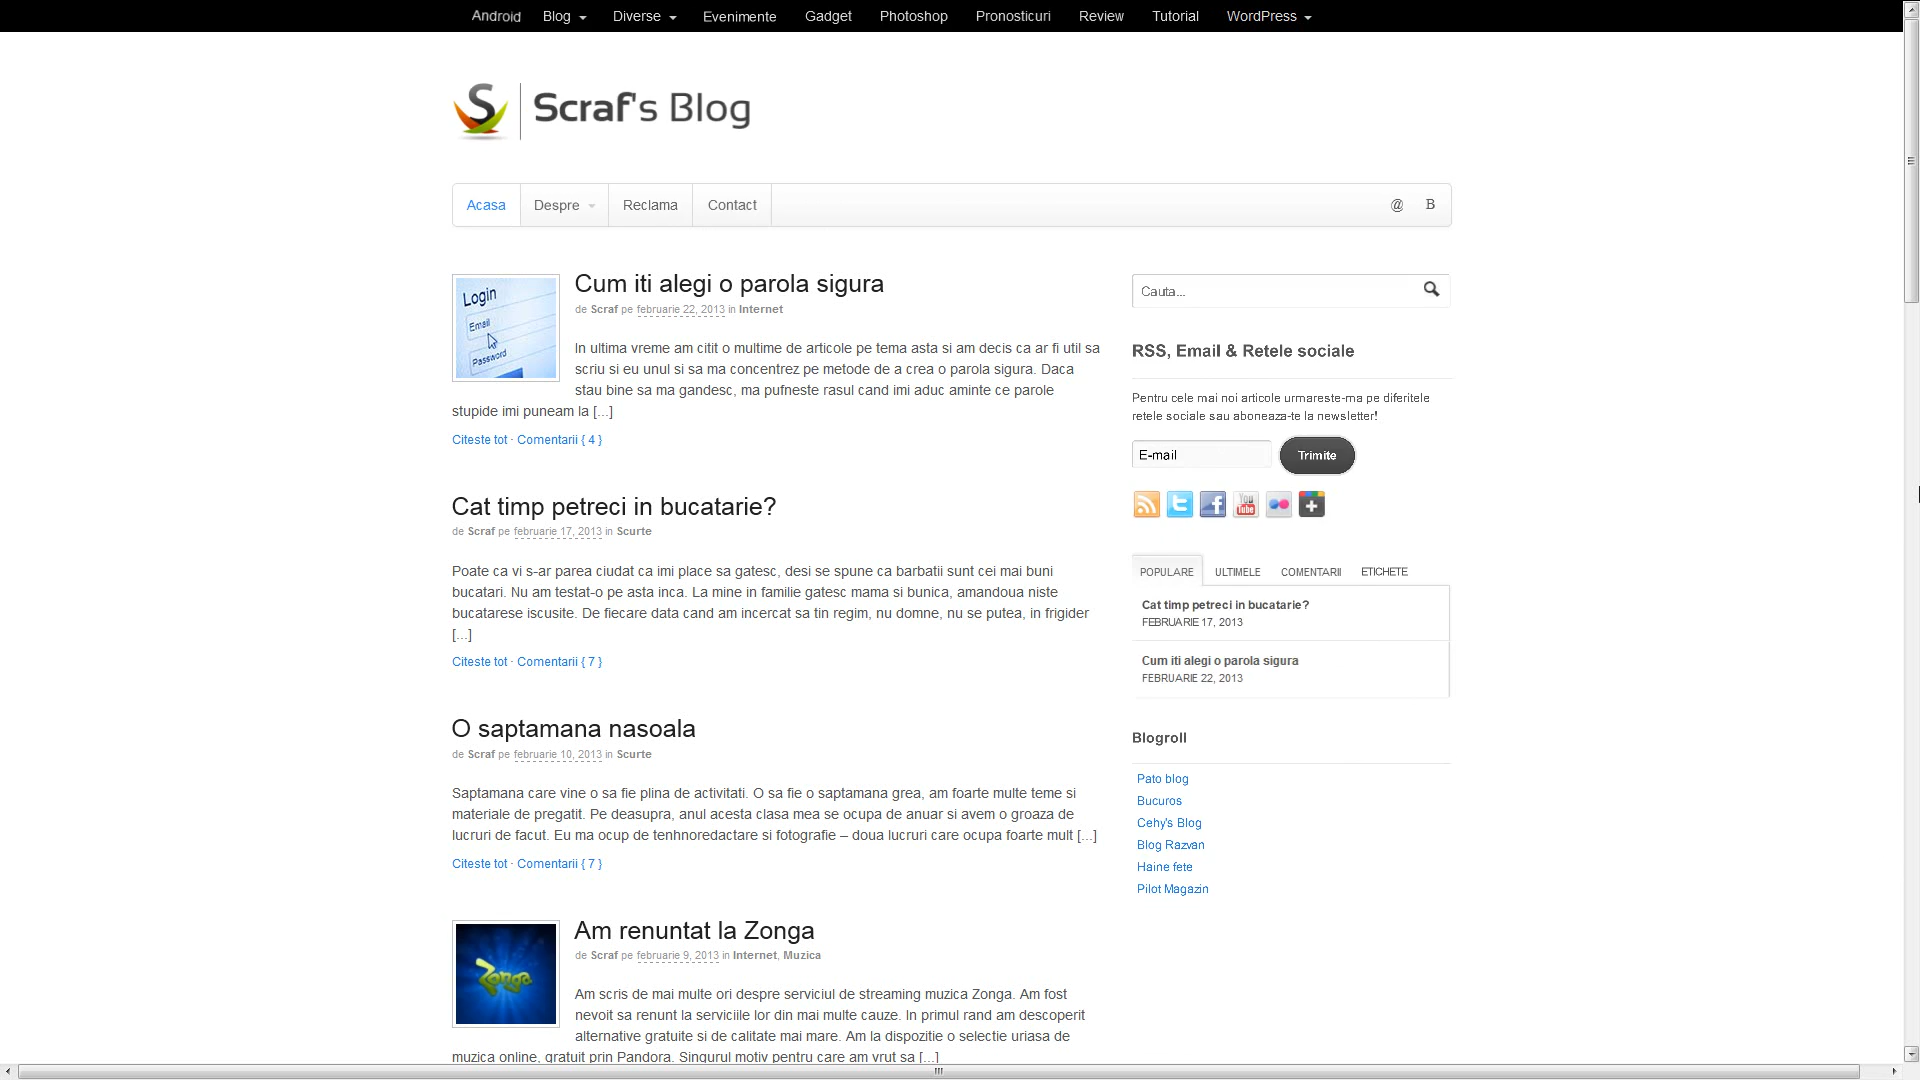 Android Blog Diverse Evenimente Gadget Photoshop Pronosticuri Review Tutorial WordPress
S Scraf's Blog
Acasa Despre Reclama Contact @ B
Login
Email
Password
Cum iti alegi o parola sigura
de Scraf pe februarie 22, 2013 in Internet
In ultima vreme am citit o multime de articole pe tema asta si am decis ca ar fi util sa
scriu si eu unul si sa ma concentrez pe metode de a crea o parola sigura. Daca
stau bine sa ma gandesc, ma pufneste rasul cand imi aduc aminte ce parole
stupide imi puneam la [...]
Citeste tot · Comentarii { 4 }
Cat timp petreci in bucatarie?
de Scraf pe februarie 17, 2013 in Scurte
Poate ca vi s-ar parea ciudat ca imi place sa gatesc, desi se spune ca barbatii sunt cei mai buni
bucatari. Nu am testat-o pe asta inca. La mine in familie gatesc mama si bunica, amandoua niste
bucatarese iscusite. De fiecare data cand am incercat sa tin regim, nu domne, nu se putea, in frigider
[...]
Citeste tot · Comentarii { 7 }
O saptamana nasoala
de Scraf pe februarie 10, 2013 in Scurte
Saptamana care vine o sa fie plina de activitati. O sa fie o saptamana grea, am foarte multe teme si
materiale de pregatit. Pe deasupra, anul acesta clasa mea se ocupa de anuar si avem o groaza de
lucruri de facut. Eu ma ocup de tenhnoredactare si fotografie – doua lucruri care ocupa foarte mult [...]
Citeste tot · Comentarii { 7 }
Zonga
Am renuntat la Zonga
de Scraf pe februarie 9, 2013 in Internet, Muzica
Am scris de mai multe ori despre serviciul de streaming muzica Zonga. Am fost
nevoit sa renunt la serviciile lor din mai multe cauze. In primul rand am descoperit
alternative gratuite si de calitate mai mare. Am la dispozitie o selectie uriasa de
muzica online, gratuit prin Pandora. Singurul motiv pentru care am vrut sa [...]
Cauta...
RSS, Email & Retele sociale
Pentru cele mai noi articole urmareste-ma pe diferitele
retele sociale sau aboneaza-te la newsletter!
E-mail Trimite
You
Tube
POPULARE ULTIMELE COMENTARII ETICHETE
Cat timp petreci in bucatarie?
FEBRUARIE 17, 2013
Cum iti alegi o parola sigura
FEBRUARIE 22, 2013
Blogroll
Pato blog
Bucuros
Cehy's Blog
Blog Razvan
Haine fete
Pilot Magazin